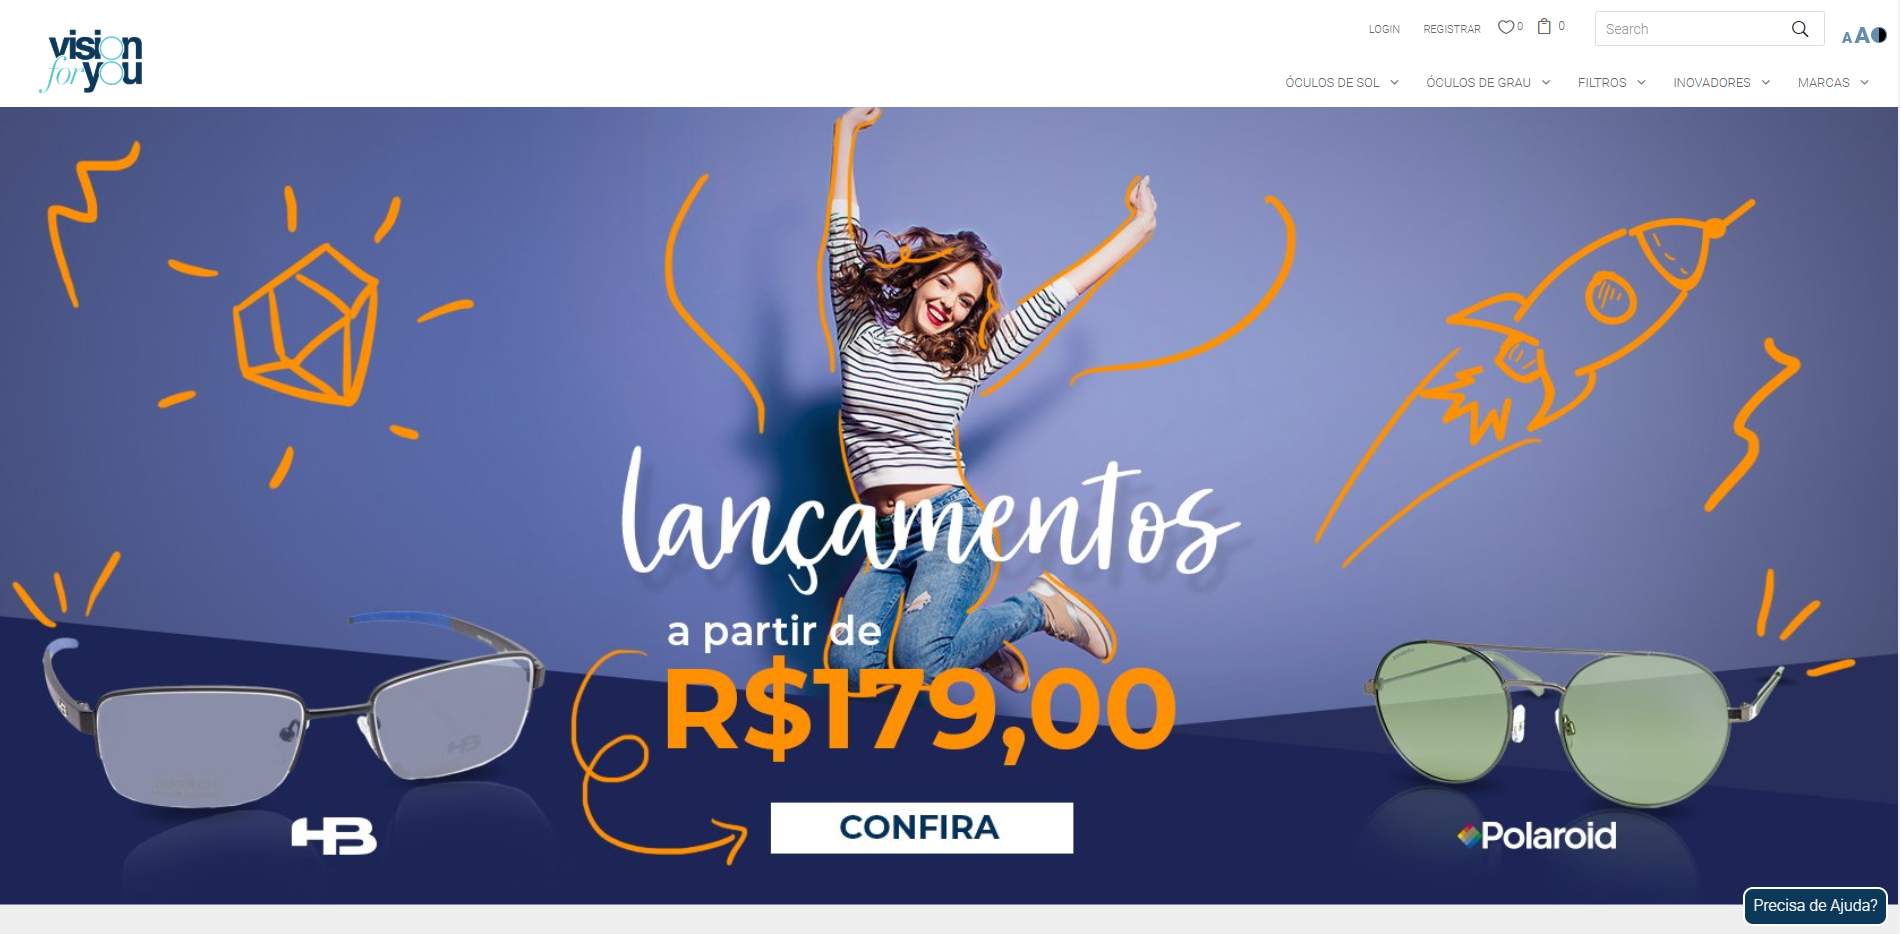 vision
for you
LOGIN REGISTRAR 0 0 Search A A
ÓCULOS DE SOL ÓCULOS DE GRAU FILTROS INOVADORES MARCAS
lançamentos
a partir de
R$179,00
CONFIRA
HB
HB
Polaroid
Precisa de Ajuda?